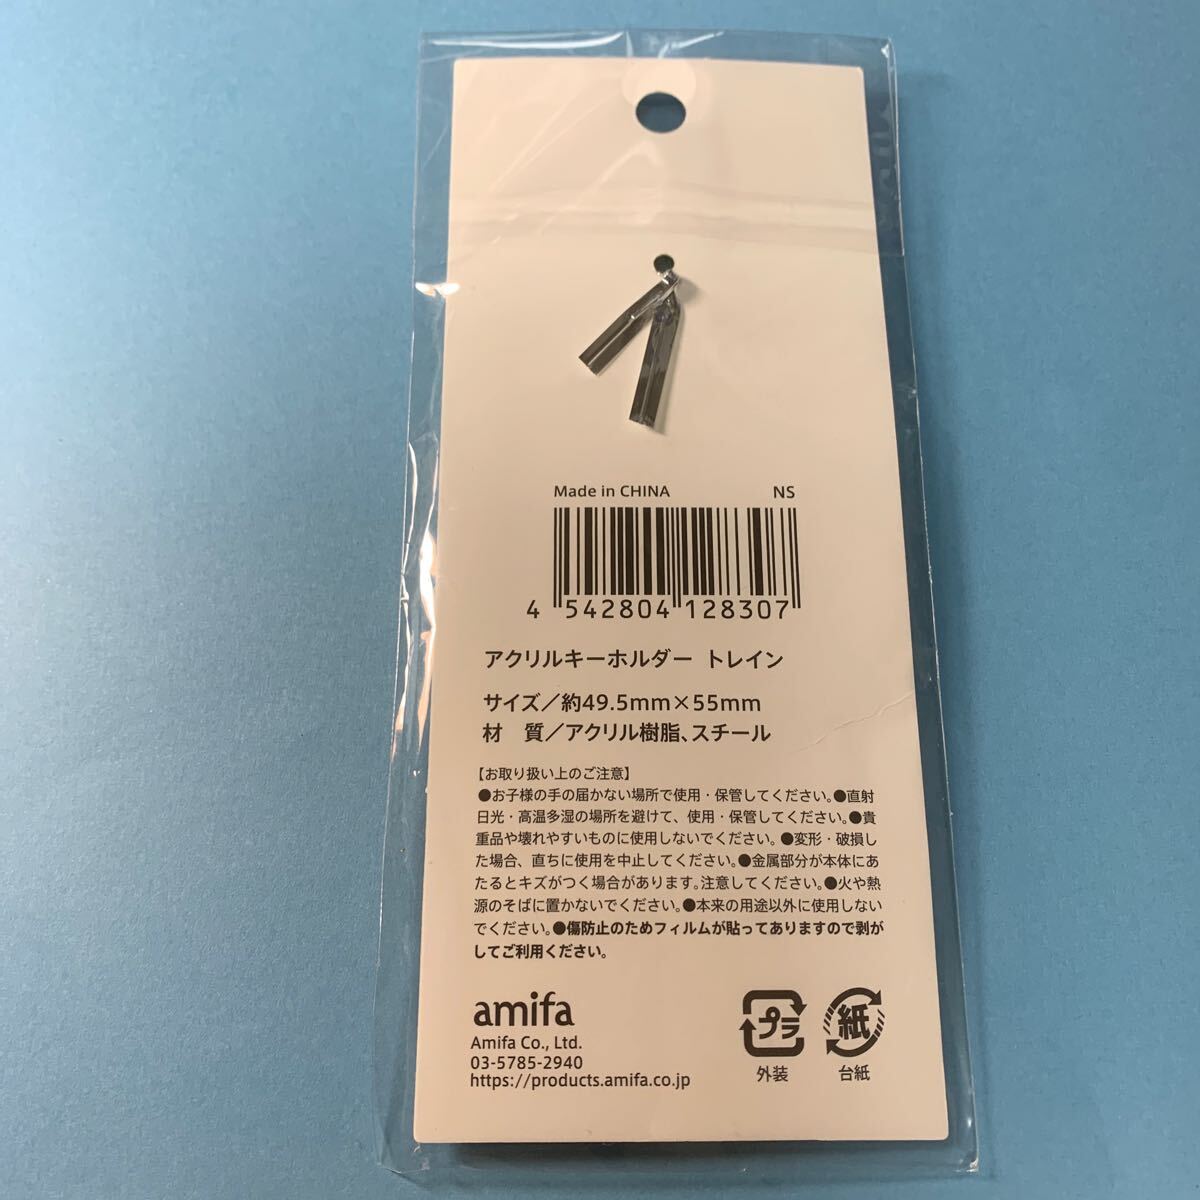 Made in CHINA NS
4 542804 128307
アクリルキーホルダー トレイン
サイズ／約49.5mm×55mm
材　質／アクリル樹脂、スチール
【お取り扱い上のご注意】
●お子様の手の届かない場所で使用・保管してください。●直射
日光・高温多湿の場所を避けて、使用・保管してください。●貴
重品や壊れやすいものに使用しないでください。●変形・破損し
た場合、直ちに使用を中止してください。●金属部分が本体にあ
たるとキズがつく場合があります。注意してください。●火や熱
源のそばに置かないでください。●本来の用途以外に使用しない
でください。●傷防止のためフィルムが貼ってありますので剥が
してご利用ください。
amifa
Amifa Co., Ltd.
03-5785-2940
https://products.amifa.co.jp
プラ
外装
紙
台紙